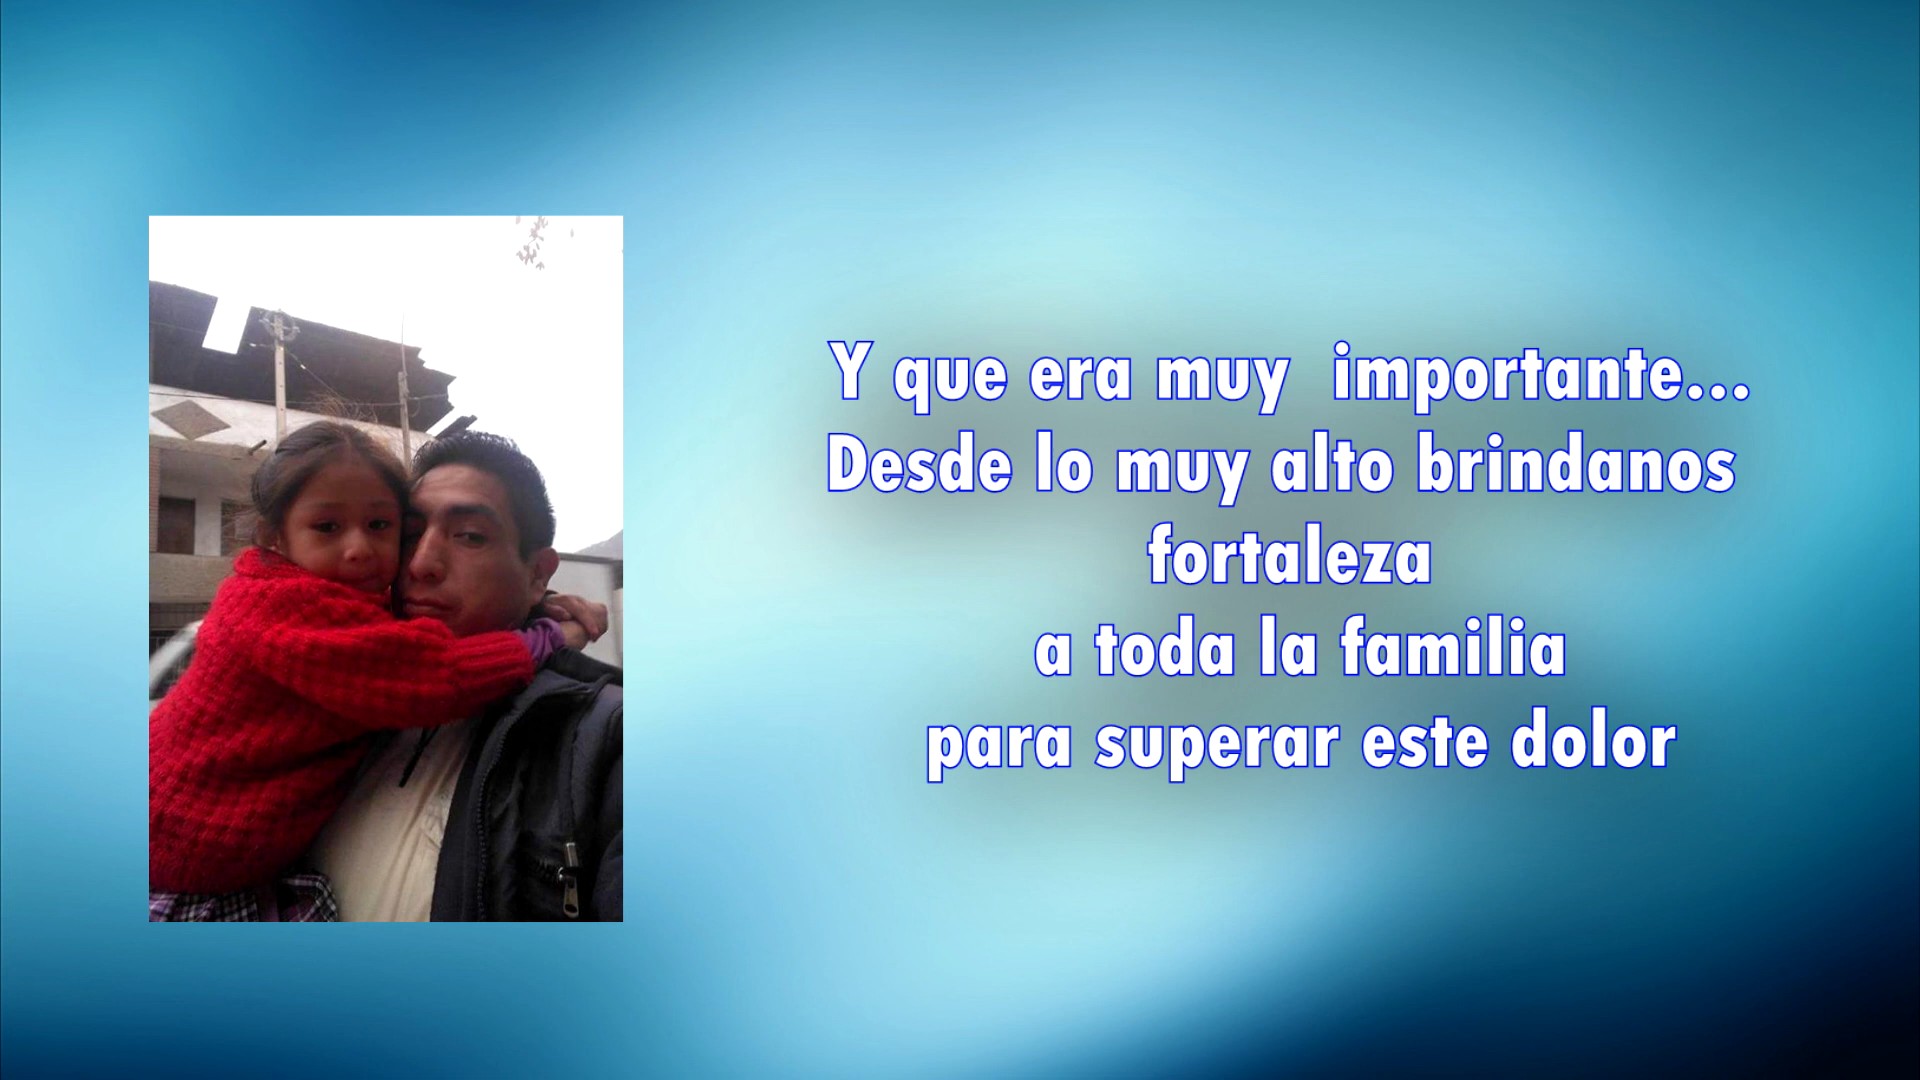 Y que era muy  importante...
Desde lo muy alto brindanos
fortaleza
a toda la familia
para superar este dolor